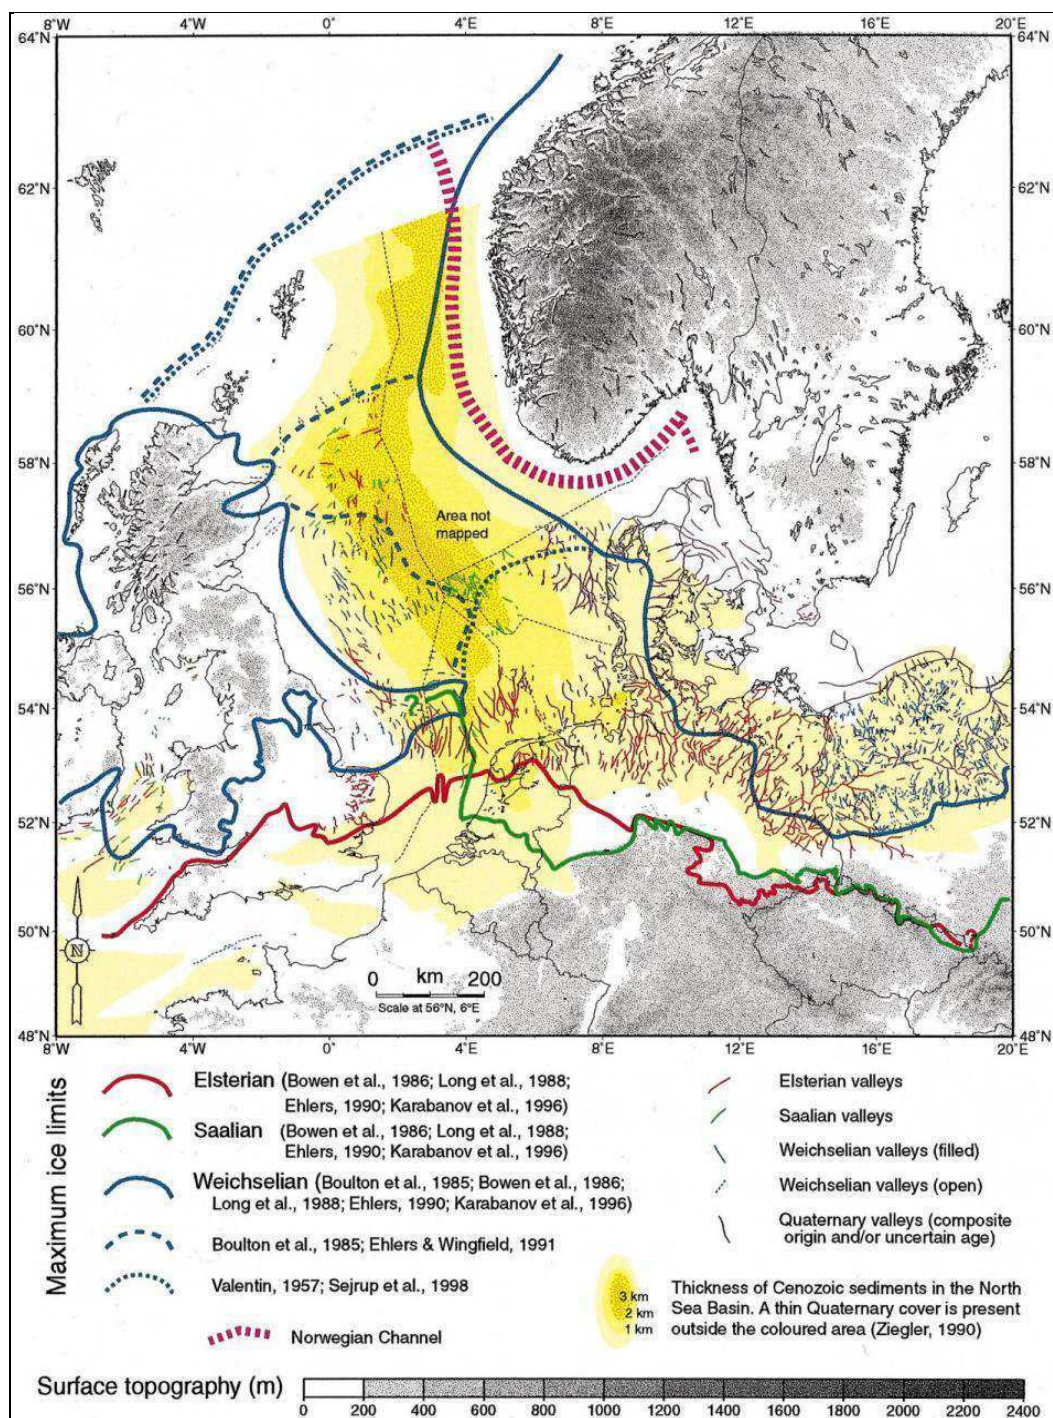 8°W 4°W 0° 4°E 8°E 12°E 16°E 20°E
64°N 64°N
62°N 62°N
60°N 60°N
58°N 58°N
Area not
mapped
56°N 56°N
54°N 54°N
?
52°N 52°N
N
50°N 50°N
0 km 200
Scale at 56°N, 6°E
48°N 48°N
8°W 4°W 0° 4°E 8°E 12°E 16°E 20°E
Maximum ice limits
Elsterian (Bowen et al., 1986; Long et al., 1988;
Ehlers, 1990; Karabanov et al., 1996)
Saalian (Bowen et al., 1986; Long et al., 1988;
Ehlers, 1990; Karabanov et al., 1996)
Weichselian (Boulton et al., 1985; Bowen et al., 1986;
Long et al., 1988; Ehlers, 1990; Karabanov et al., 1996)
Boulton et al., 1985; Ehlers & Wingfield, 1991
Valentin, 1957; Sejrup et al., 1998
Norwegian Channel
Elsterian valleys
Saalian valleys
Weichselian valleys (filled)
Weichselian valleys (open)
Quaternary valleys (composite
origin and/or uncertain age)
3 km
2 km
1 km
Thickness of Cenozoic sediments in the North
Sea Basin. A thin Quaternary cover is present
outside the coloured area (Ziegler, 1990)
Surface topography (m)
0 200 400 600 800 1000 1200 1400 1600 1800 2000 2200 2400